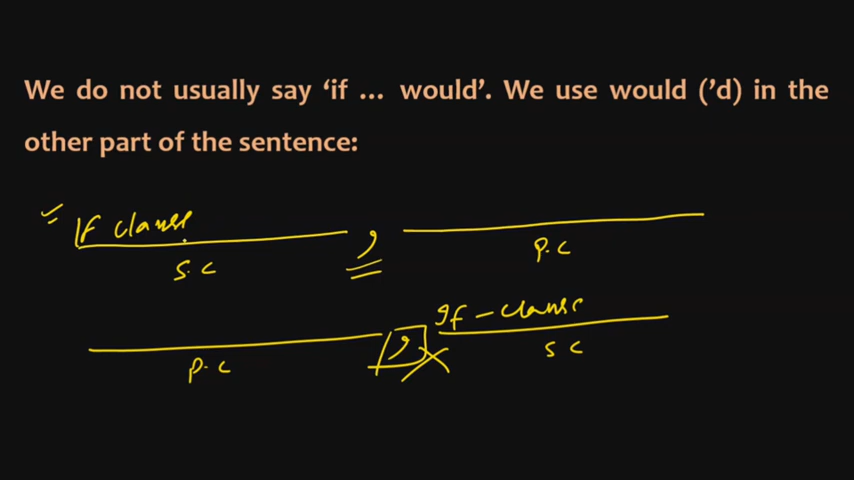 We do not usually say ‘if ... would’. We use would (’d) in the
other part of the sentence:
If clause ,
S.C P.C
If - clause
P.C , S C